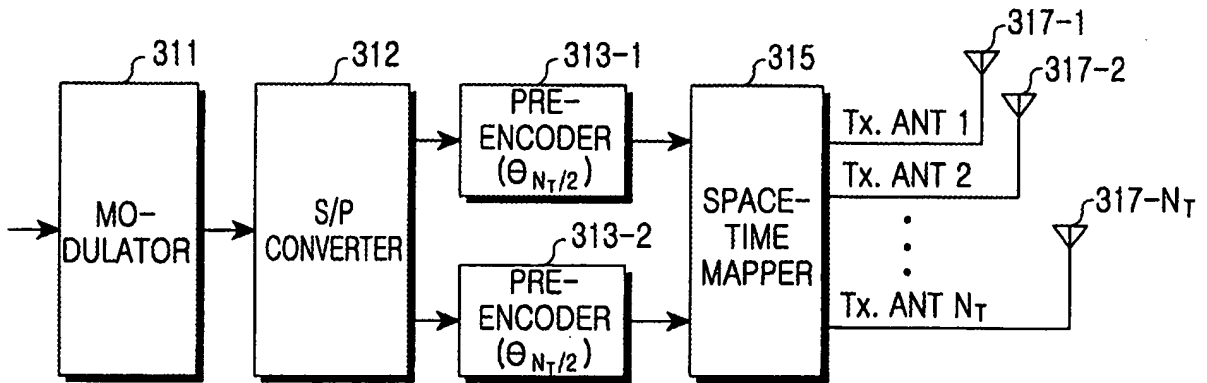 311
312
313-1
315
317-1
317-2
317-N_T
MO-
DULATOR
S/P
CONVERTER
PRE-
ENCODER
(Θ_{N_T/2})
313-2
PRE-
ENCODER
(Θ_{N_T/2})
SPACE-
TIME
MAPPER
Tx. ANT 1
Tx. ANT 2
Tx. ANT N_T